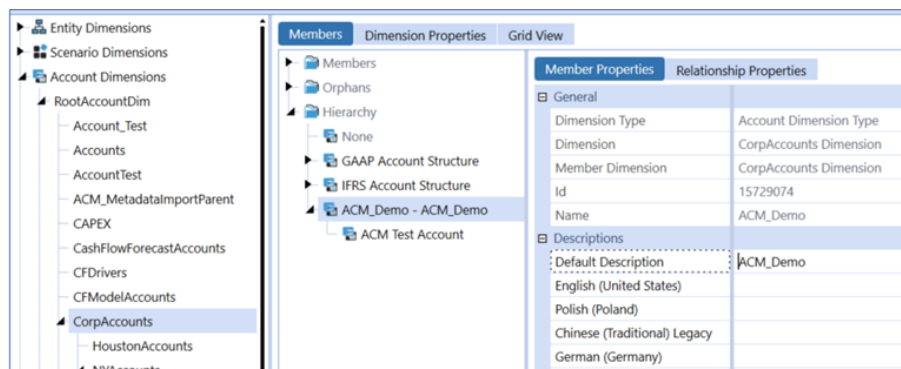 Entity Dimensions
Scenario Dimensions
Account Dimensions
RootAccountDim
Account_Test
Accounts
AccountTest
ACM_MetadataImportParent
CAPEX
CashFlowForecastAccounts
CFDrivers
CFModelAccounts
CorpAccounts
HoustonAccounts
Members Dimension Properties Grid View
Members
Orphans
Hierarchy
None
GAAP Account Structure
IFRS Account Structure
ACM_Demo - ACM_Demo
ACM Test Account
Member Properties Relationship Properties
General
Dimension Type Account Dimension Type
Dimension CorpAccounts Dimension
Member Dimension CorpAccounts Dimension
Id 15729074
Name ACM_Demo
Descriptions
Default Description ACM_Demo
English (United States)
Polish (Poland)
Chinese (Traditional) Legacy
German (Germany)